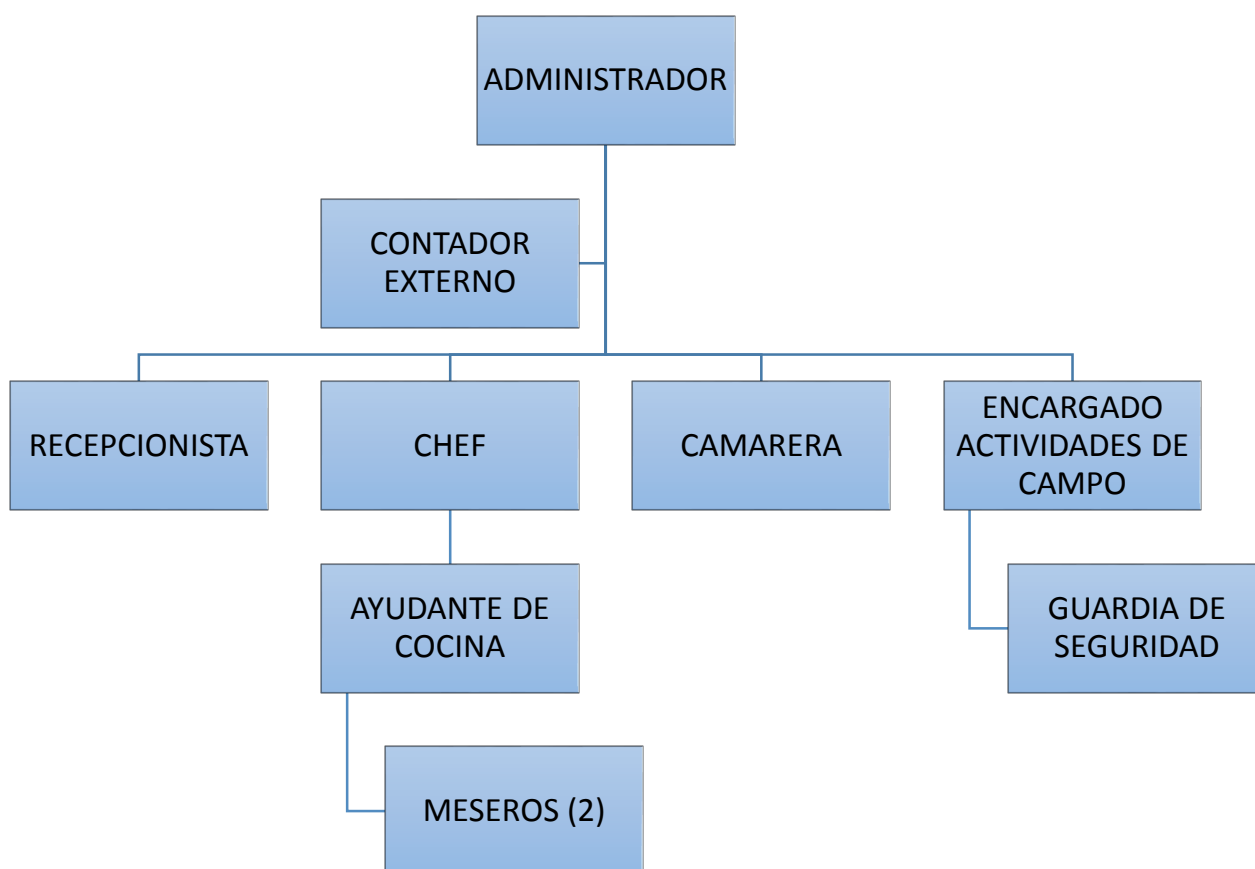 ADMINISTRADOR
CONTADOR
EXTERNO
RECEPCIONISTA
CHEF
CAMARERA
ENCARGADO
ACTIVIDADES DE
CAMPO
AYUDANTE DE
COCINA
GUARDIA DE
SEGURIDAD
MESEROS (2)